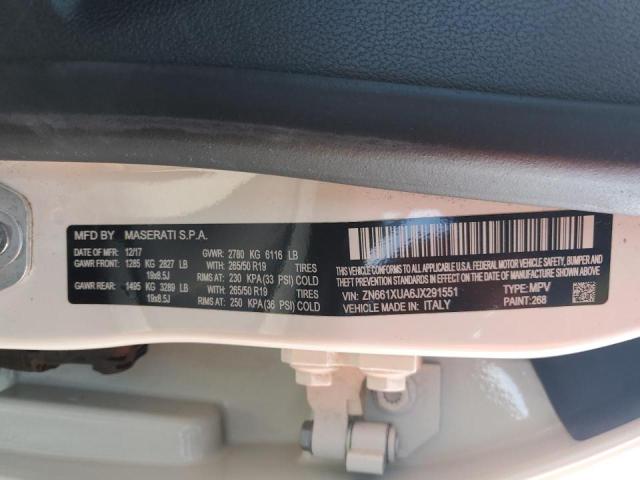 MFD BY MASERATI S.P.A.
DATE OF MFR: 12/17 GVWR: 2780 KG 6116 LB
GAWR FRONT: 1285 KG 2827 LB 265/50 R19 TIRES
19x8.5J RIMS AT: 230 KPA(33 PSI) COLD
GAWR REAR: 1495 KG 3289 LB 265/50 R19 TIRES
19x8.5J RIMS AT: 250 KPA(36 PSI) COLD
THIS VEHICLE CONFORMS TO ALL APPLICABLE U.S. FEDERAL MOTOR VEHICLE SAFETY, BUMPER AND
THEFT PREVENTION STANDARDS IN EFFECT ON THE DATE OF MANUFACTURE SHOWN ABOVE
VIN: ZN661XUA6JX291551 TYPE: MPV
VEHICLE MADE IN: ITALY PAINT: 268